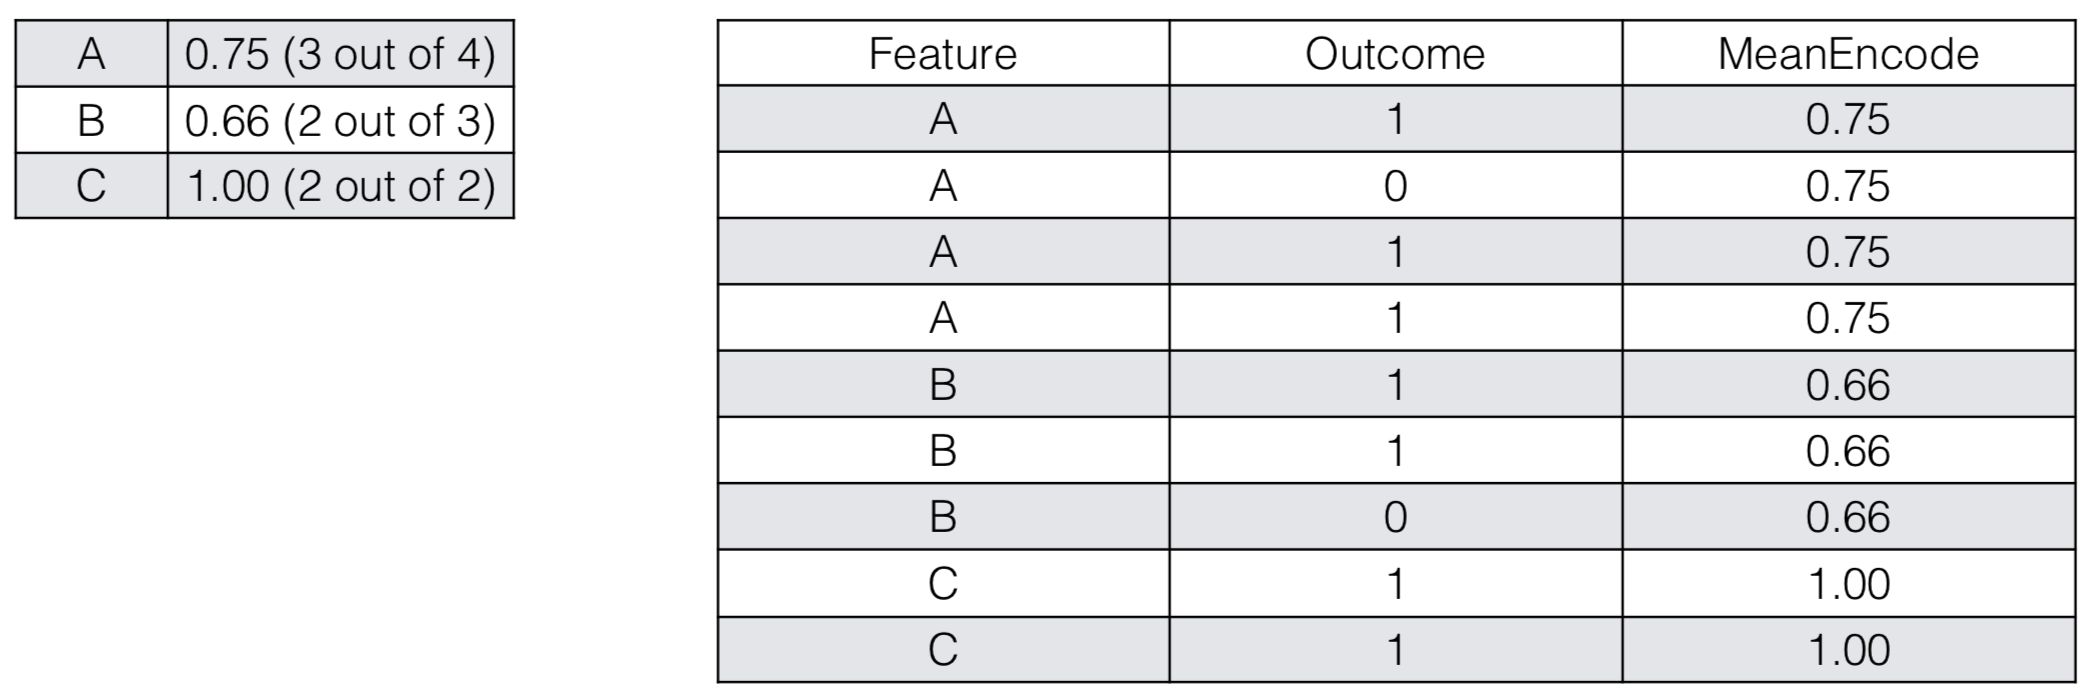 A 0.75 (3 out of 4)
B 0.66 (2 out of 3)
C 1.00 (2 out of 2)
Feature Outcome MeanEncode
A 1 0.75
A 0 0.75
A 1 0.75
A 1 0.75
B 1 0.66
B 1 0.66
B 0 0.66
C 1 1.00
C 1 1.00